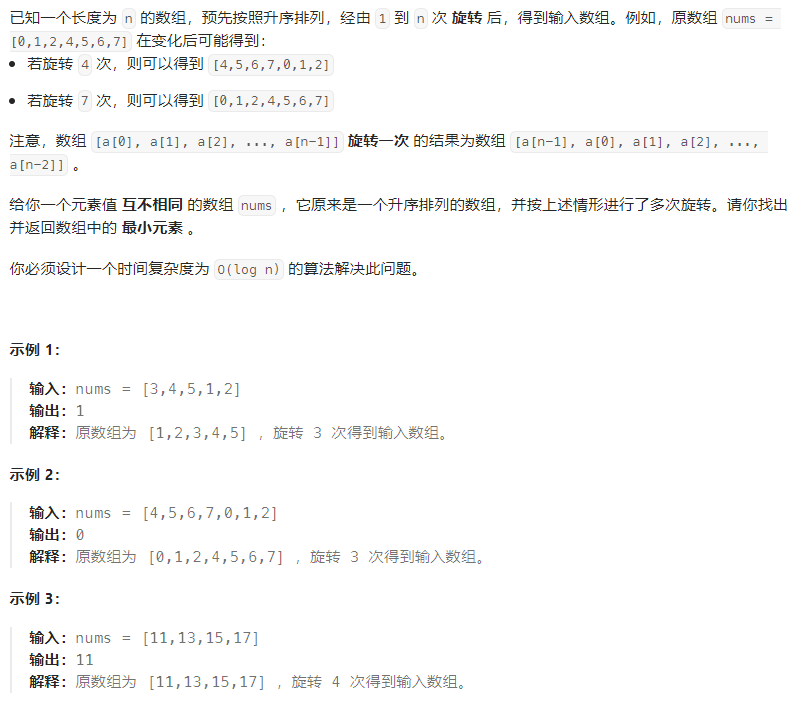 已知一个长度为 n 的数组，预先按照升序排列，经由 1 到 n 次 旋转 后，得到输入数组。例如，原数组 nums =
[0,1,2,4,5,6,7] 在变化后可能得到：
• 若旋转 4 次，则可以得到 [4,5,6,7,0,1,2]
• 若旋转 7 次，则可以得到 [0,1,2,4,5,6,7]
注意，数组 [a[0], a[1], a[2], ..., a[n-1]] 旋转一次 的结果为数组 [a[n-1], a[0], a[1], a[2], ...,
a[n-2]] 。
给你一个元素值 互不相同 的数组 nums ，它原来是一个升序排列的数组，并按上述情形进行了多次旋转。请你找出
并返回数组中的 最小元素 。
你必须设计一个时间复杂度为 O(log n) 的算法解决此问题。
示例 1：
输入：nums = [3,4,5,1,2]
输出：1
解释：原数组为 [1,2,3,4,5] ，旋转 3 次得到输入数组。
示例 2：
输入：nums = [4,5,6,7,0,1,2]
输出：0
解释：原数组为 [0,1,2,4,5,6,7] ，旋转 3 次得到输入数组。
示例 3：
输入：nums = [11,13,15,17]
输出：11
解释：原数组为 [11,13,15,17] ，旋转 4 次得到输入数组。